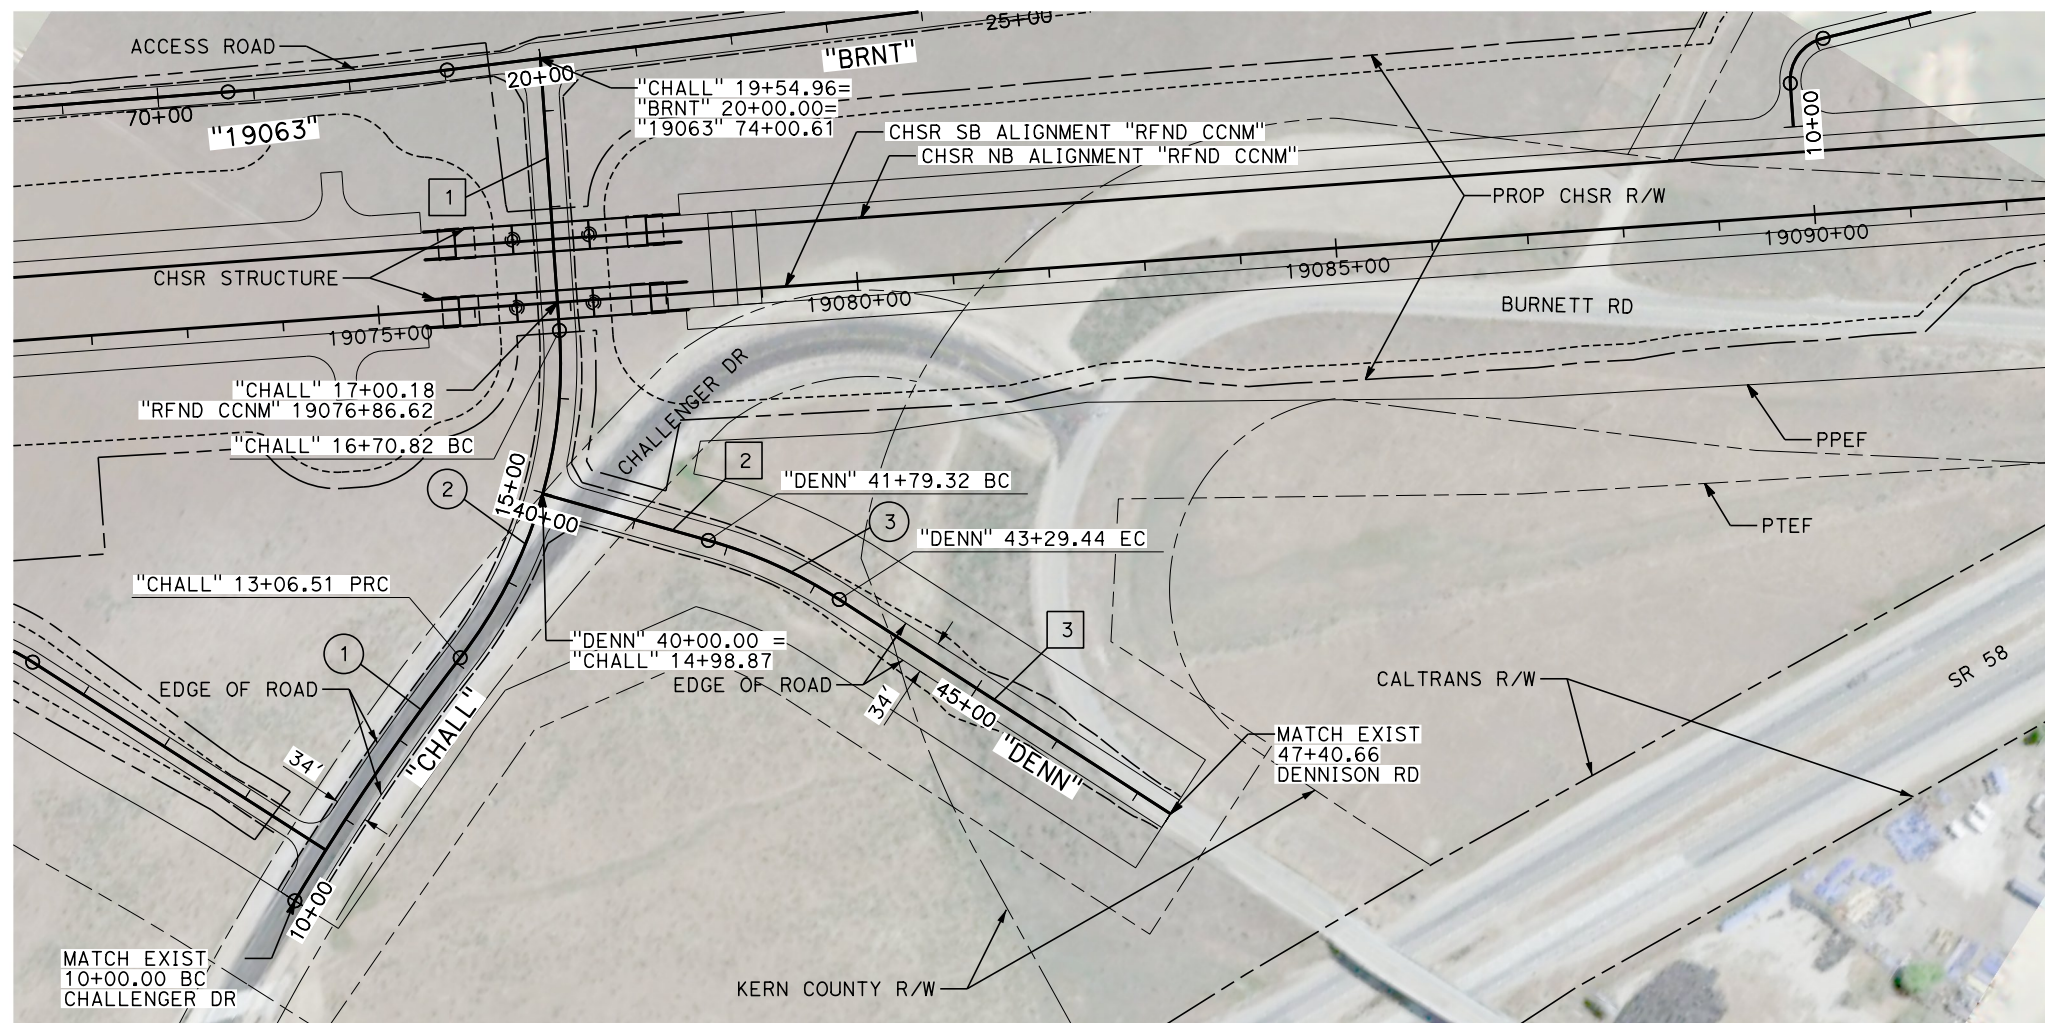 25+00
ACCESS ROAD
"BRNT"
20+00
"CHALL" 19+54.96=
"BRNT" 20+00.00=
"19063" 74+00.61
70+00
"19063"
10+00
CHSR SB ALIGNMENT "RFND CCNM"
CHSR NB ALIGNMENT "RFND CCNM"
1
PROP CHSR R/W
19090+00
CHSR STRUCTURE
19085+00
19080+00
BURNETT RD
19075+00
CHALLENGER DR
"CHALL" 17+00.18
"RFND CCNM" 19076+86.62
"CHALL" 16+70.82 BC
PPEF
2
"DENN" 41+79.32 BC
2
15+00
40+00
3
PTEF
"DENN" 43+29.44 EC
"CHALL" 13+06.51 PRC
3
"DENN" 40+00.00 =
"CHALL" 14+98.87
1
EDGE OF ROAD
EDGE OF ROAD
CALTRANS R/W
SR 58
34'
45+00
"CHALL"
"DENN"
MATCH EXIST
47+40.66
DENNISON RD
34'
10+00
MATCH EXIST
10+00.00 BC
CHALLENGER DR
KERN COUNTY R/W